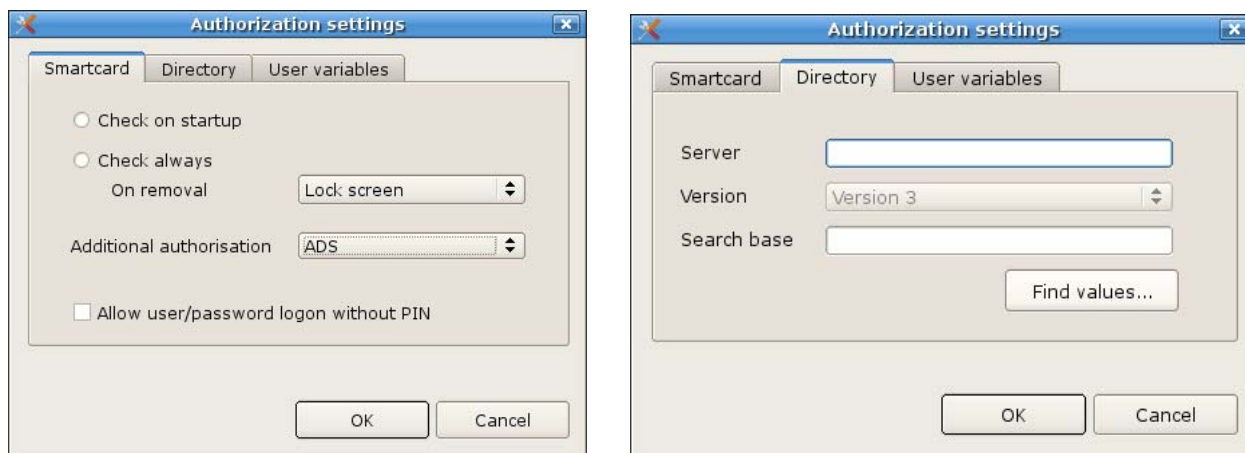 Authorization settings
Smartcard Directory User variables
Check on startup
Check always
On removal Lock screen
Additional authorisation ADS
Allow user/password logon without PIN
OK Cancel
Authorization settings
Smartcard Directory User variables
Server
Version Version 3
Search base
Find values...
OK Cancel